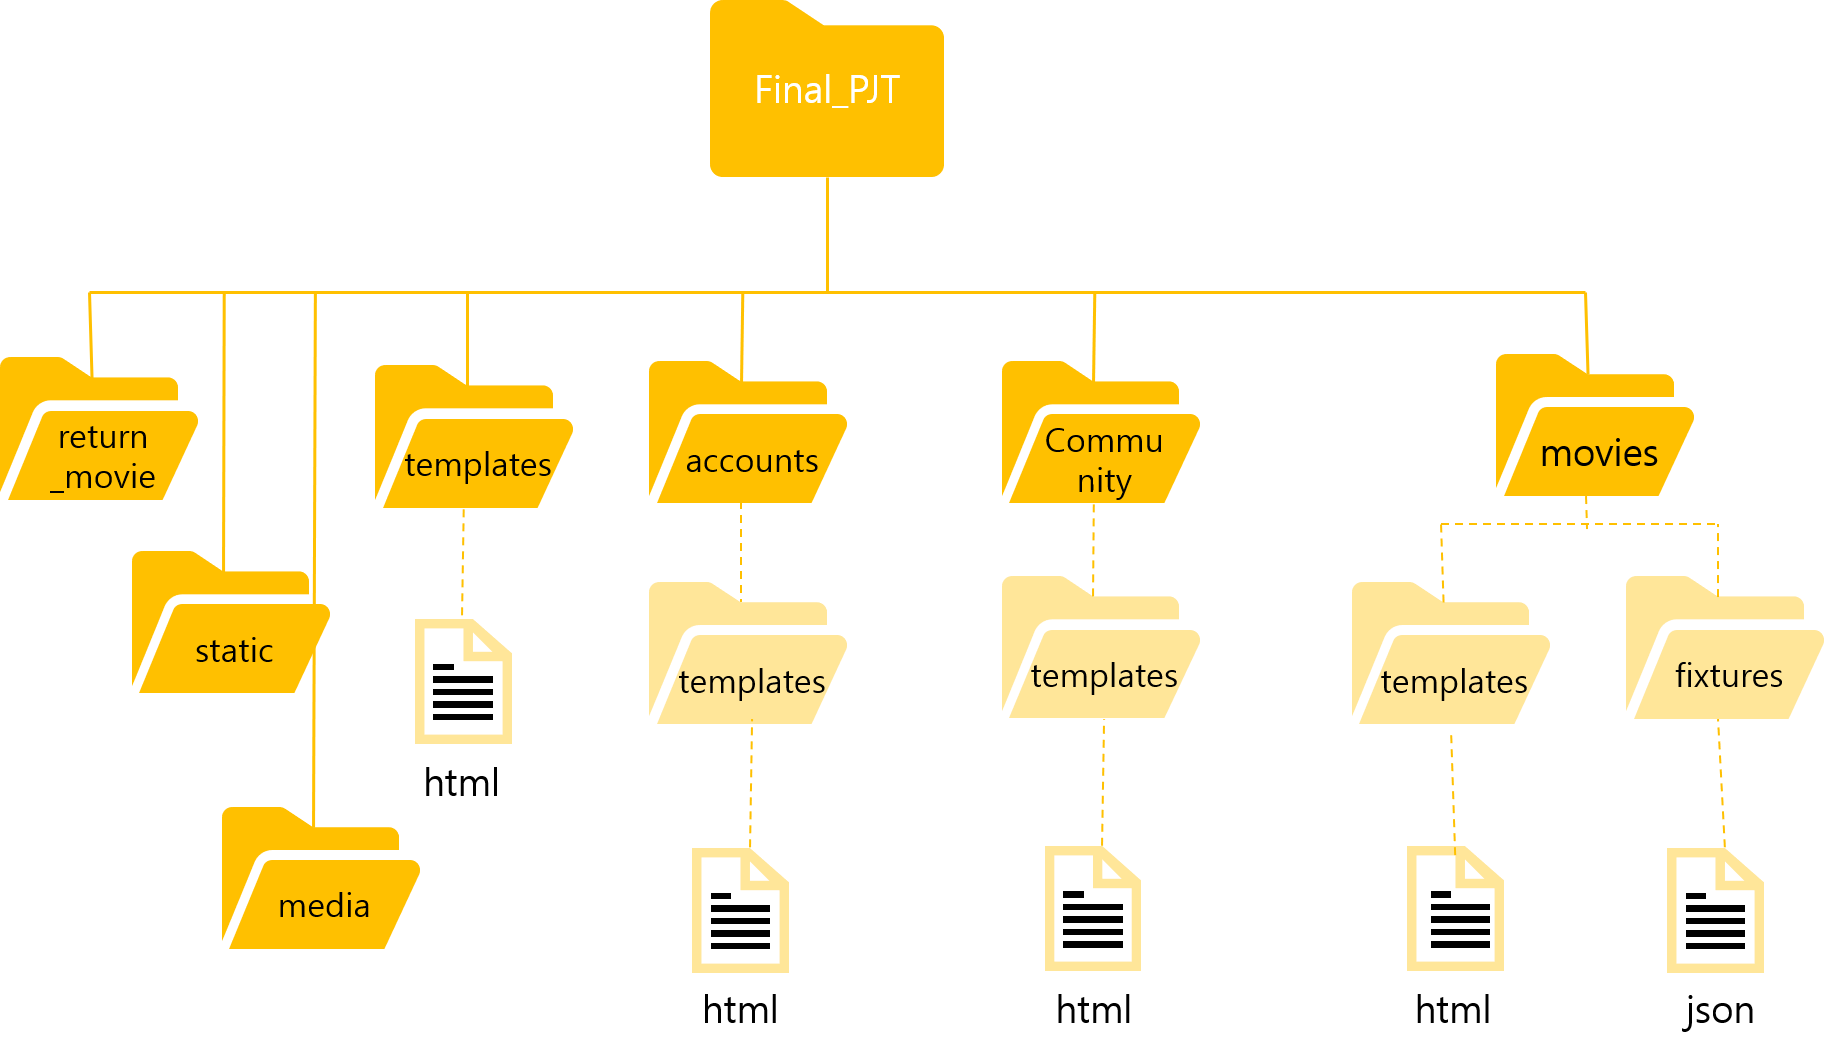 Final_PJT
return
_movie
templates
accounts
Commu
nity
movies
static
templates
templates
templates
fixtures
html
media
html
html
html
json